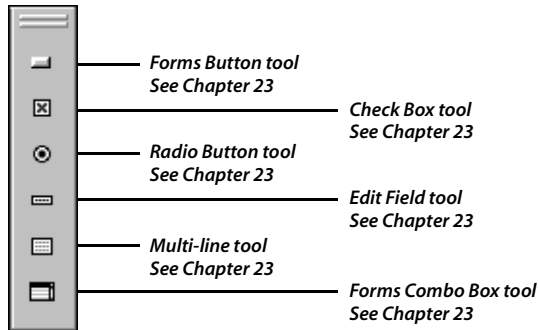 Forms Button tool
See Chapter 23
Check Box tool
See Chapter 23
Radio Button tool
See Chapter 23
Edit Field tool
See Chapter 23
Multi-line tool
See Chapter 23
Forms Combo Box tool
See Chapter 23